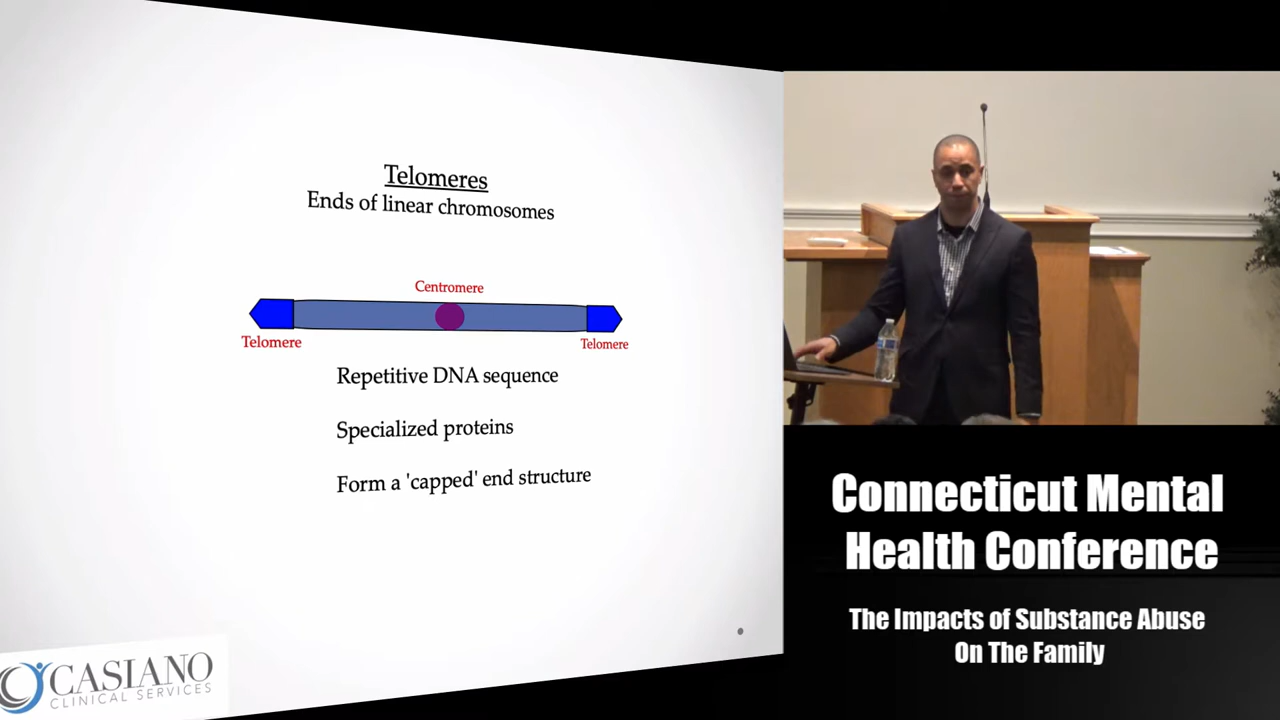 Telomeres
Ends of linear chromosomes
Centromere
Telomere
Telomere
Repetitive DNA sequence
Specialized proteins
Form a 'capped' end structure
CASIANO
CLINICAL SERVICES
Connecticut Mental
Health Conference
The Impacts of Substance Abuse
On The Family